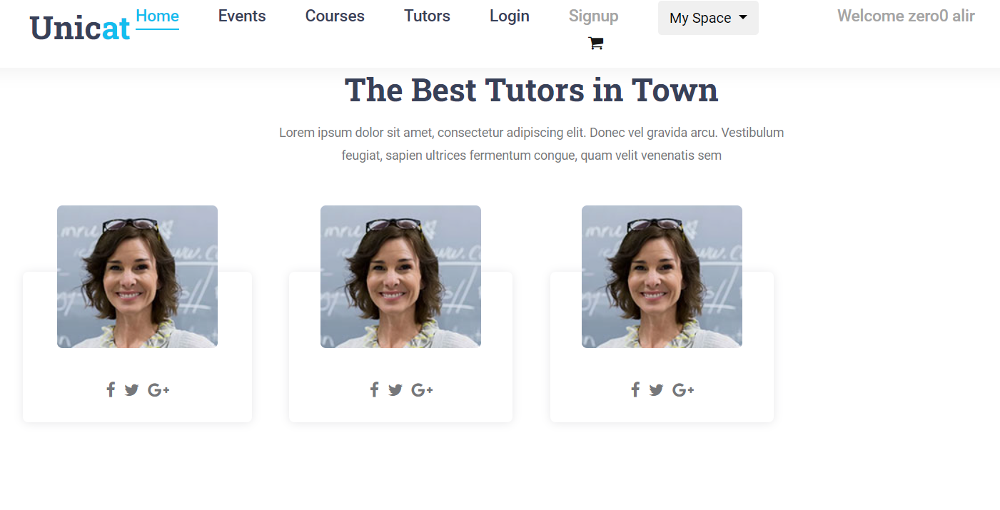 Unicat Home Events Courses Tutors Login Signup My Space Welcome zero0 alir
The Best Tutors in Town
Lorem ipsum dolor sit amet, consectetur adipiscing elit. Donec vel gravida arcu. Vestibulum
feugiat, sapien ultrices fermentum congue, quam velit venenatis sem
G+ G+ G+